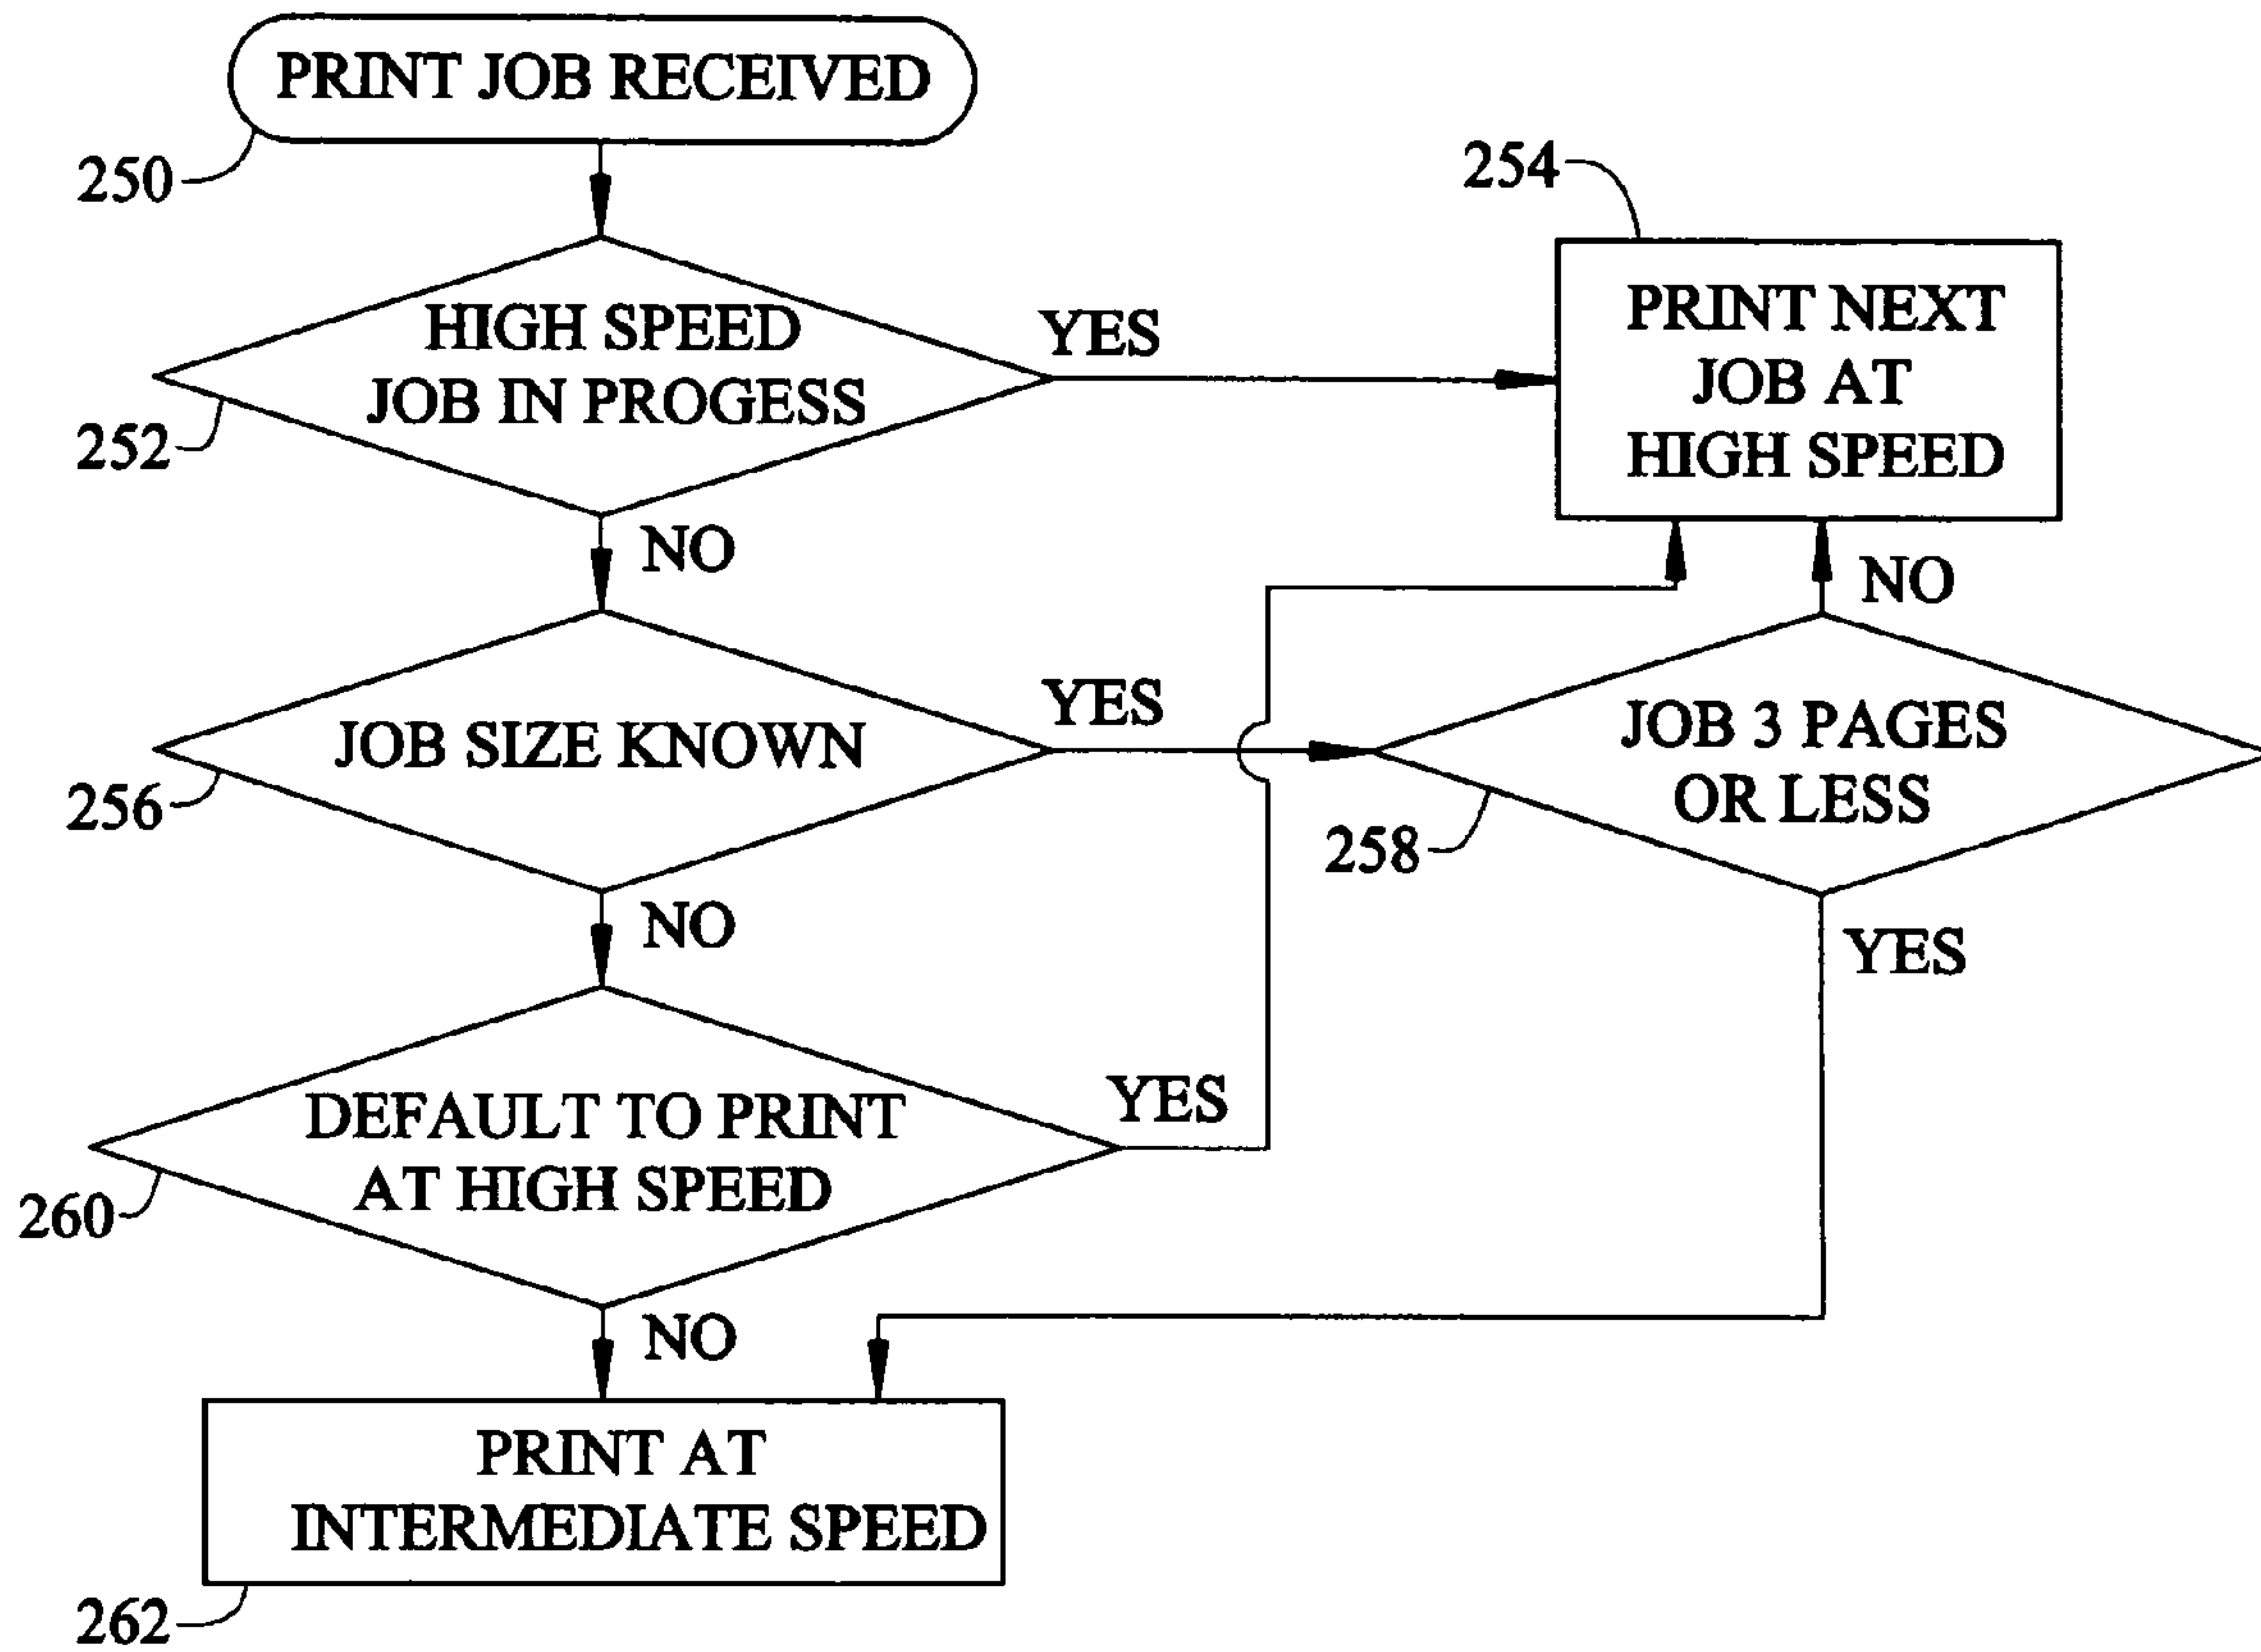 PRINT JOB RECEIVED
250
254
HIGH SPEED
JOB IN PROGESS
YES
252
PRINT NEXT
JOB AT
HIGH SPEED
NO
NO
JOB SIZE KNOWN
YES
256
JOB 3 PAGES
OR LESS
258
NO
YES
DEFAULT TO PRINT
AT HIGH SPEED
YES
260
NO
PRINT AT
INTERMEDIATE SPEED
262